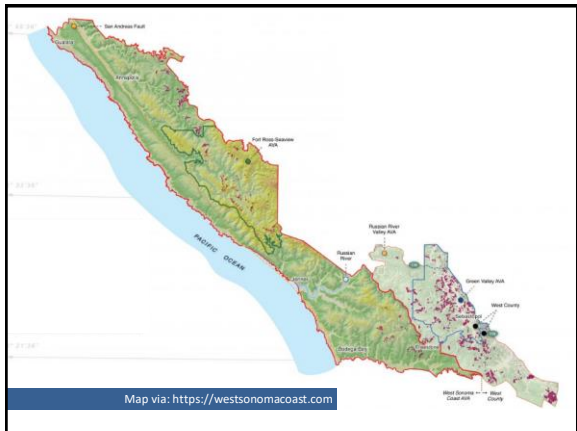 San Andreas Fault
Gualala
Annapolis
Fort Ross-Seaview
AVA
PACIFIC OCEAN
Russian River
Valley AVA
Russian
River
Jenner
Green Valley AVA
Sebastopol
West County
Bodega Bay
Freestone
West Sonoma
Coast AVA
West
County
Map via: https://westsonomacoast.com